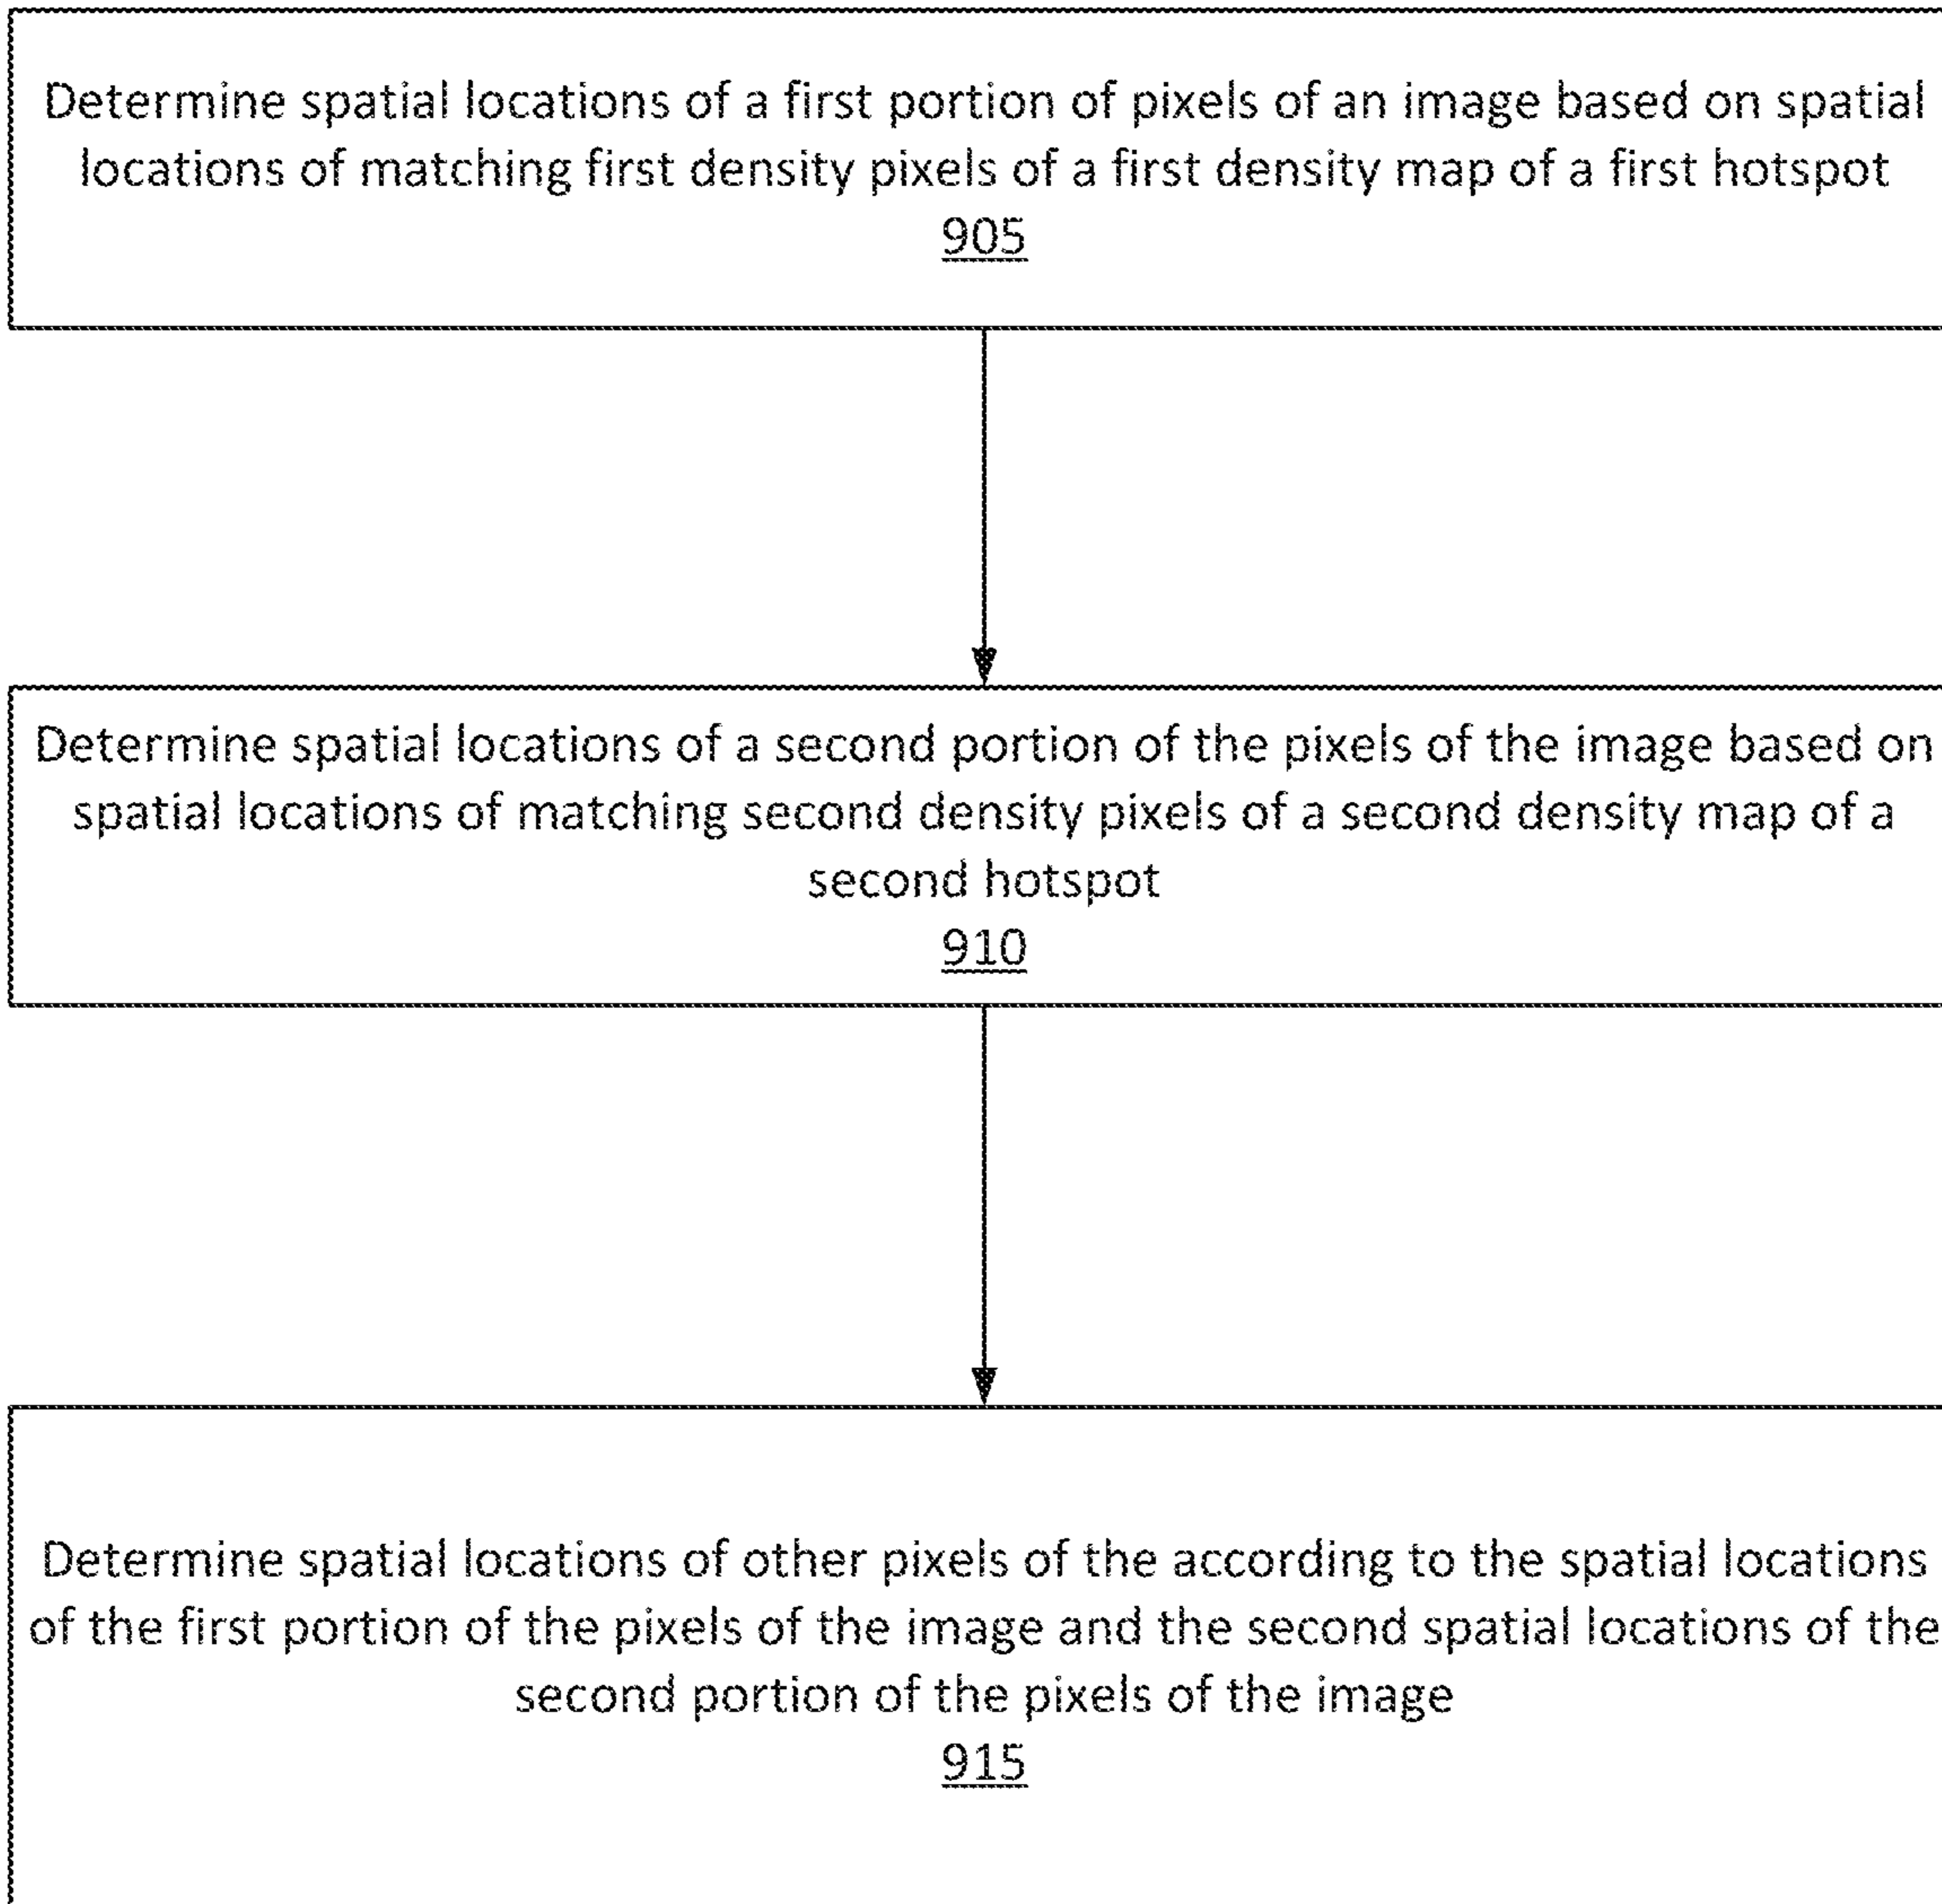 Determine spatial locations of a first portion of pixels of an image based on spatial
locations of matching first density pixels of a first density map of a first hotspot
905
Determine spatial locations of a second portion of the pixels of the image based on
spatial locations of matching second density pixels of a second density map of a
second hotspot
910
Determine spatial locations of other pixels of the according to the spatial locations
of the first portion of the pixels of the image and the second spatial locations of the
second portion of the pixels of the image
915